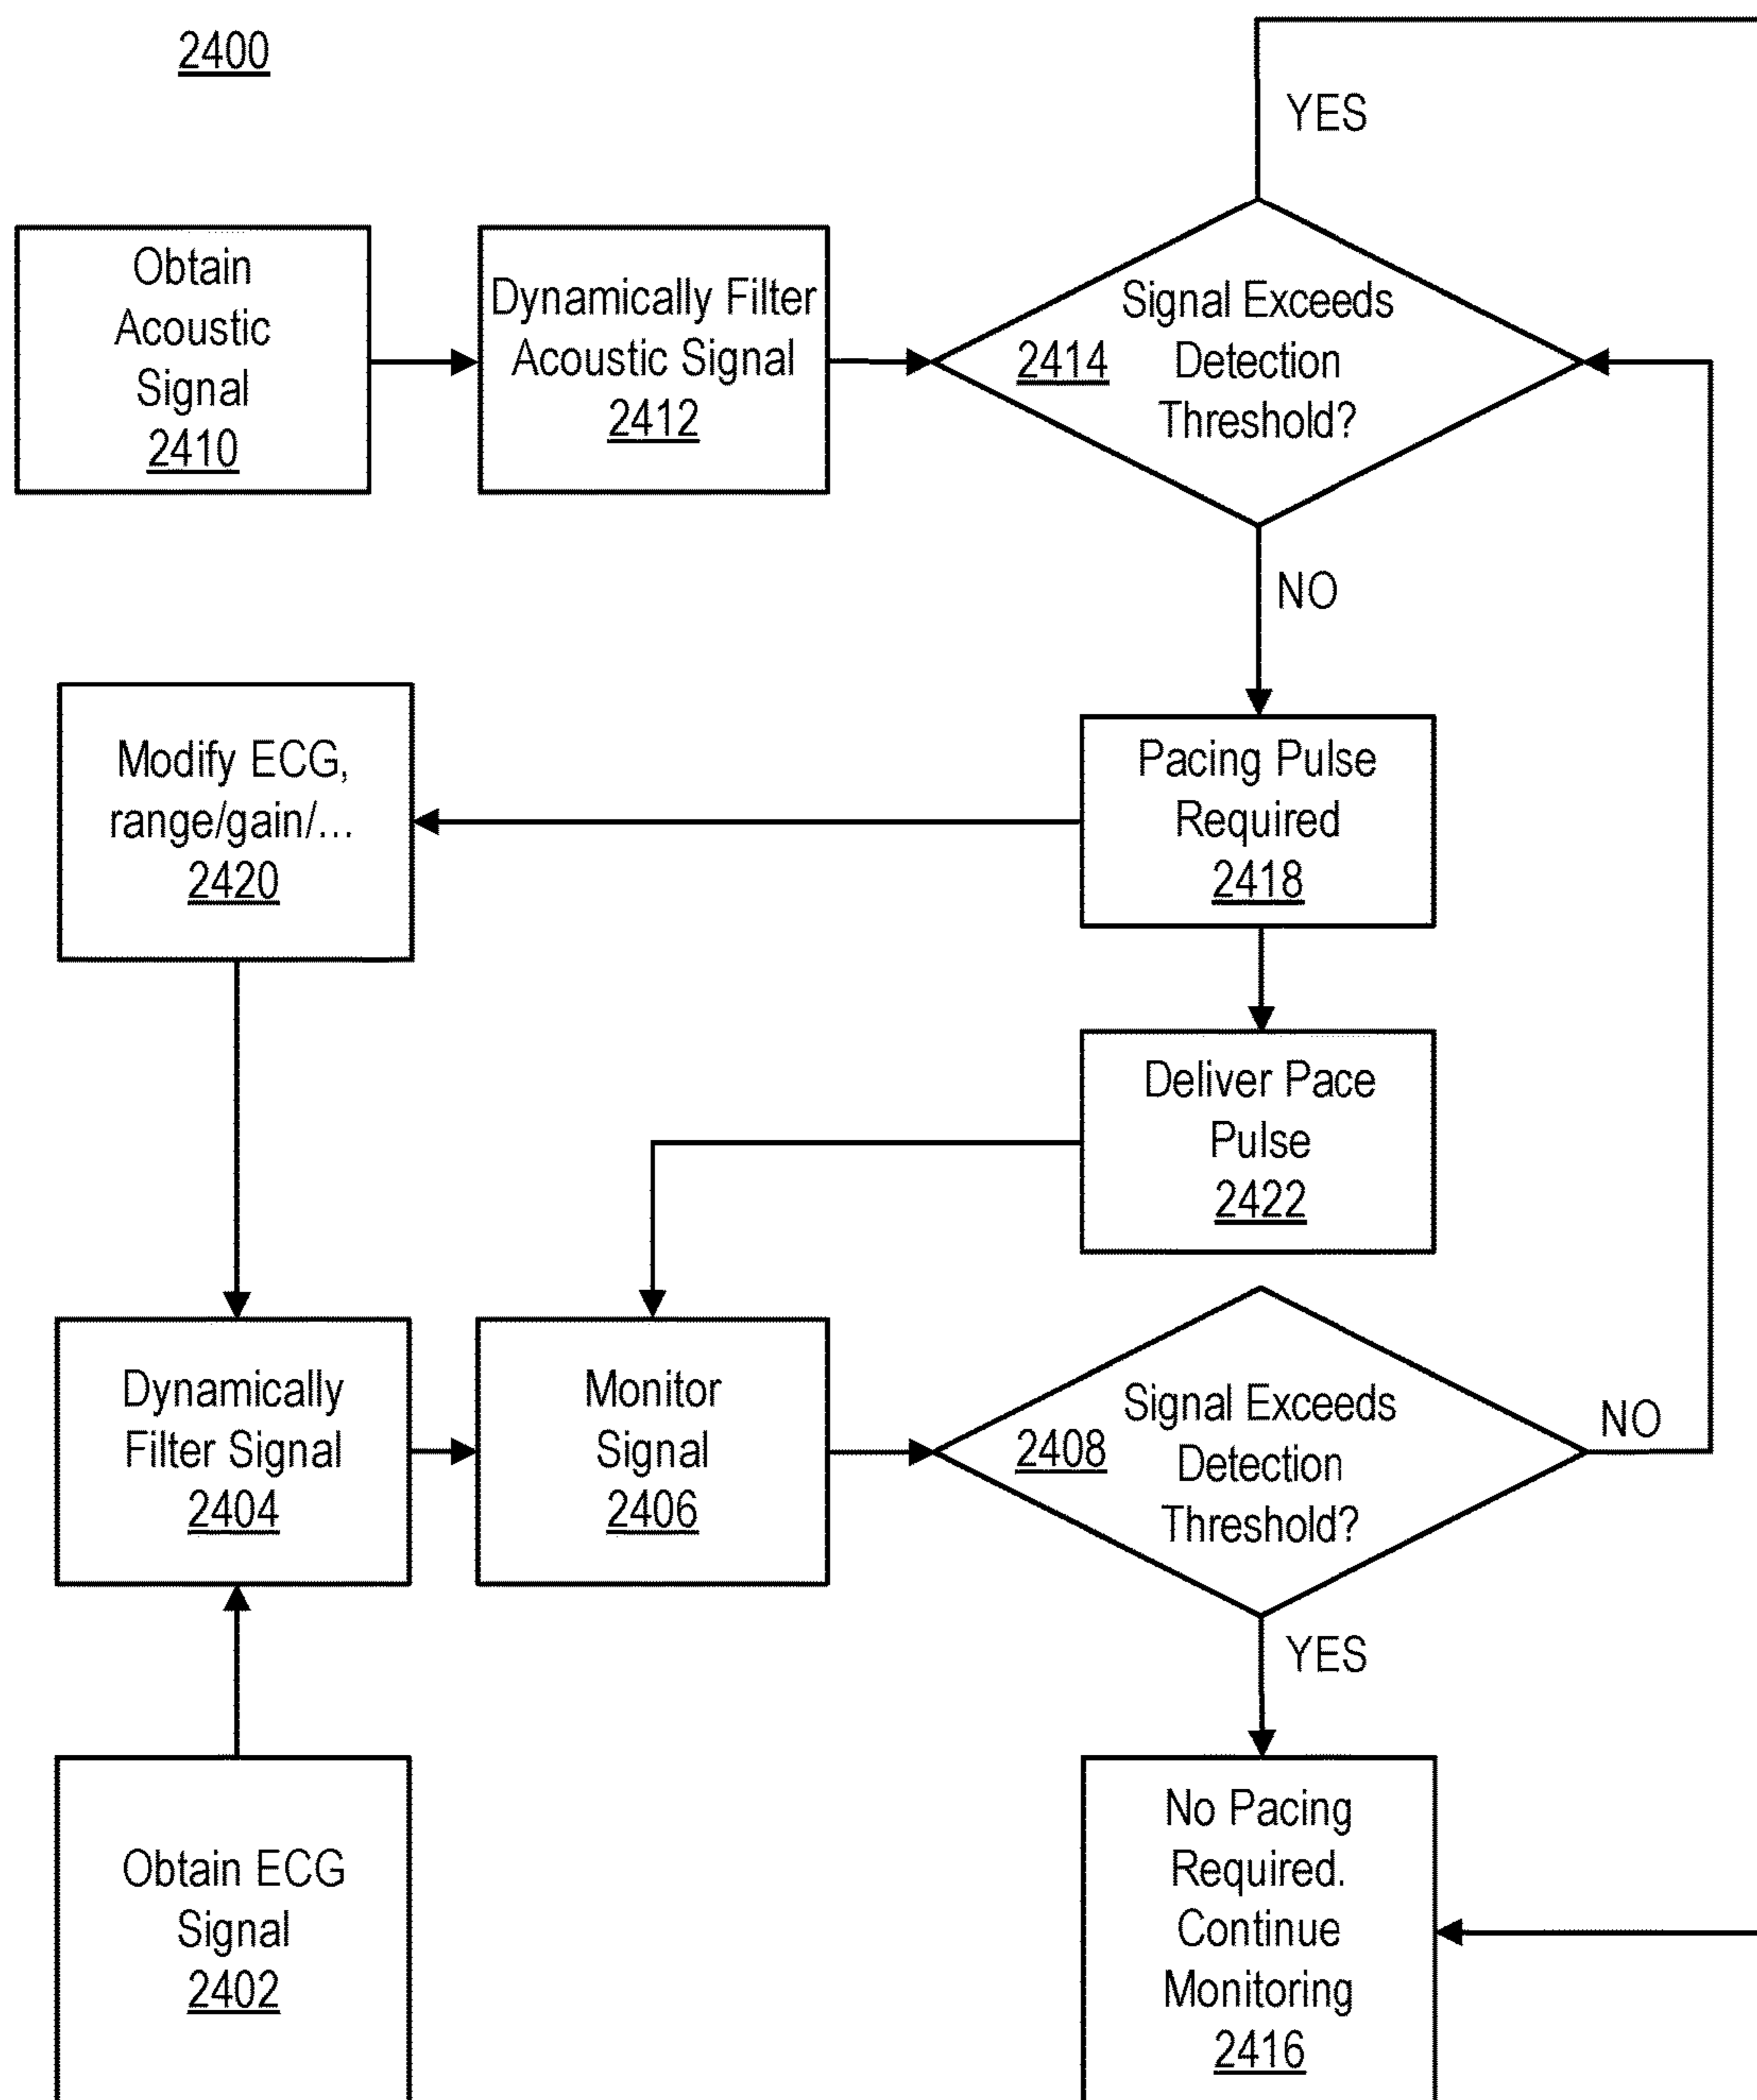 2400
YES
Obtain
Acoustic
Signal
2410
Dynamically Filter
Acoustic Signal
2412
Signal Exceeds
2414
Detection
Threshold?
NO
Modify ECG,
range/gain/...
2420
Pacing Pulse
Required
2418
Deliver Pace
Pulse
2422
Dynamically
Filter Signal
2404
Monitor
Signal
2406
Signal Exceeds
2408
Detection
Threshold?
NO
YES
Obtain ECG
Signal
2402
No Pacing
Required.
Continue
Monitoring
2416